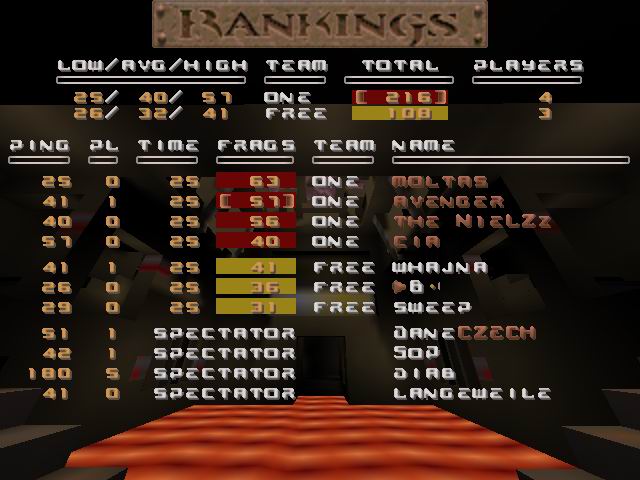 RANKINGS
LOW/AVG/HIGH TEAM TOTAL PLAYERS
25/ 40/ 57 ONE [ 216] 4
26/ 32/ 41 FREE 108 3
PING PL TIME FRAGS TEAM NAME
25 0 25 63 ONE MOLTAS
41 1 25 [ 57] ONE AVENGER
40 0 25 56 ONE THE NIELZZ
57 0 25 40 ONE CIA
41 1 25 41 FREE WHAJNA
26 0 25 36 FREE
29 0 25 31 FREE SWEEP
51 1 SPECTATOR DANECZECH
42 1 SPECTATOR SOP
180 5 SPECTATOR DIAB
41 0 SPECTATOR LANGEWEILE